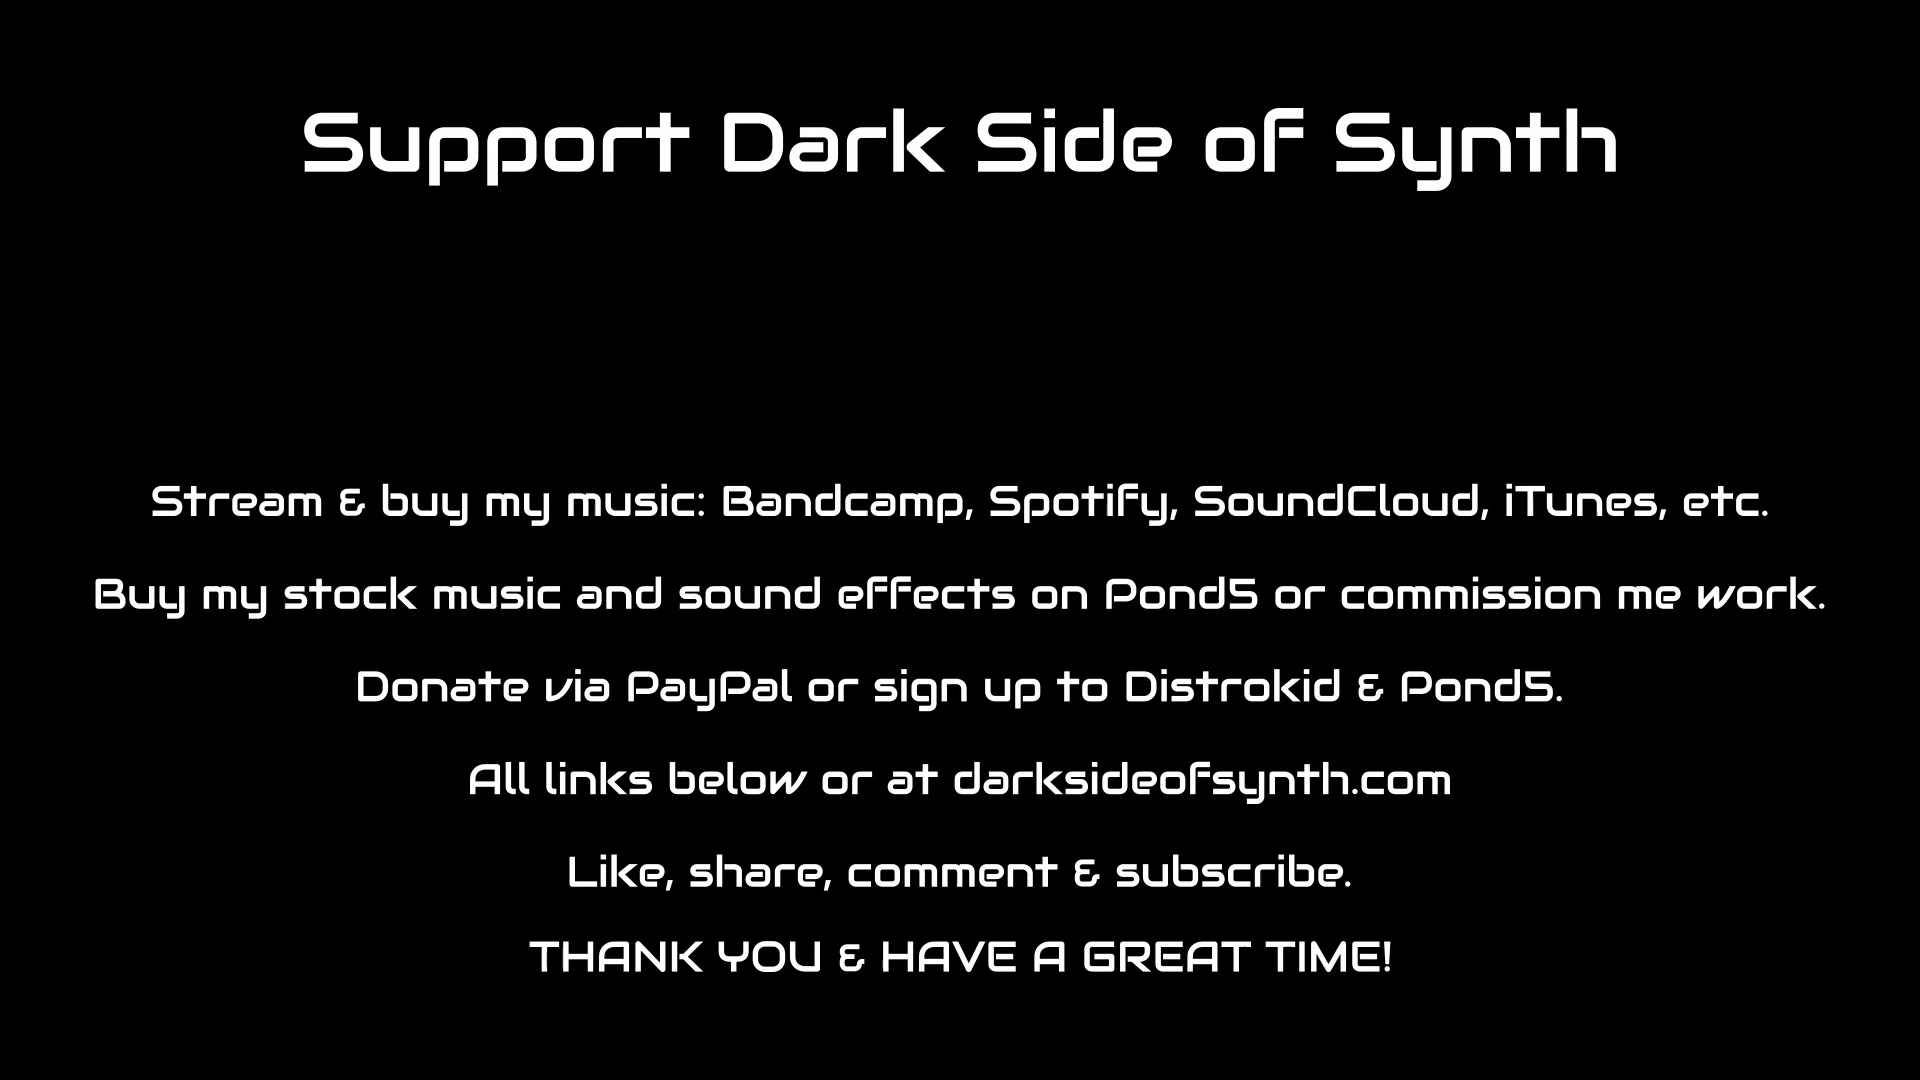 Support Dark Side of Synth
Stream & buy my music: Bandcamp, Spotify, SoundCloud, iTunes, etc.
Buy my stock music and sound effects on Pond5 or commission me work.
Donate via PayPal or sign up to Distrokid & Pond5.
All links below or at darksideofsynth.com
Like, share, comment & subscribe.
THANK YOU & HAVE A GREAT TIME!